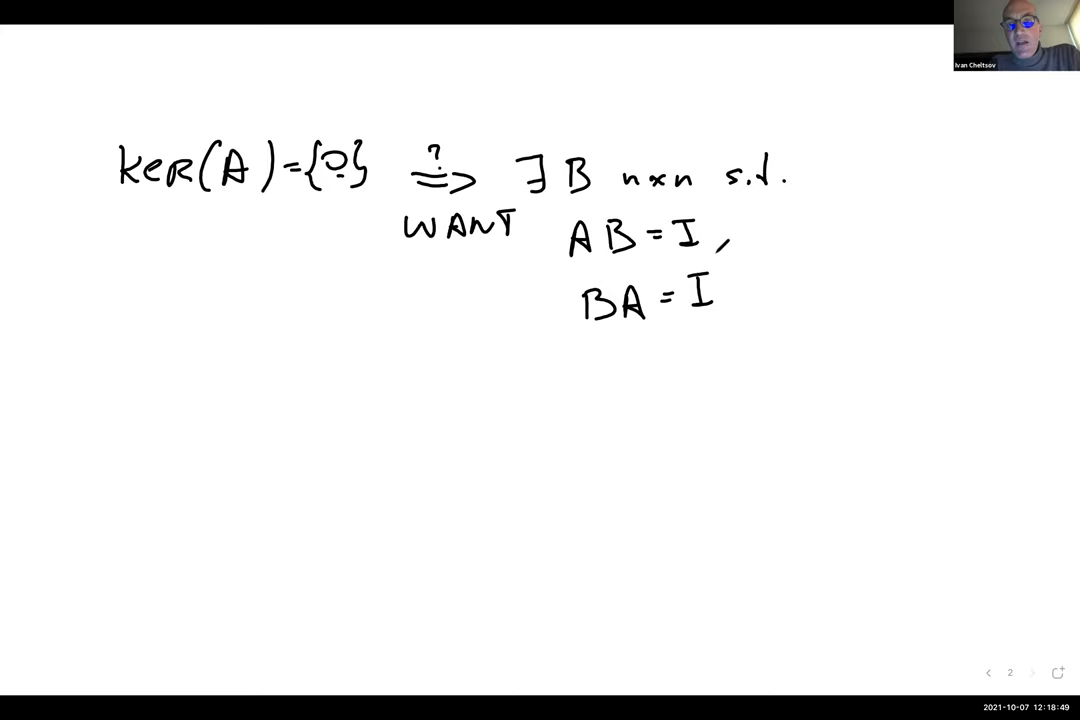 Ivan Cheltsov
KER(A)={0} ?⟹ ∃ B n×n s.t.
WANT AB=I,
BA=I
2
2021-10-07 12:18:49